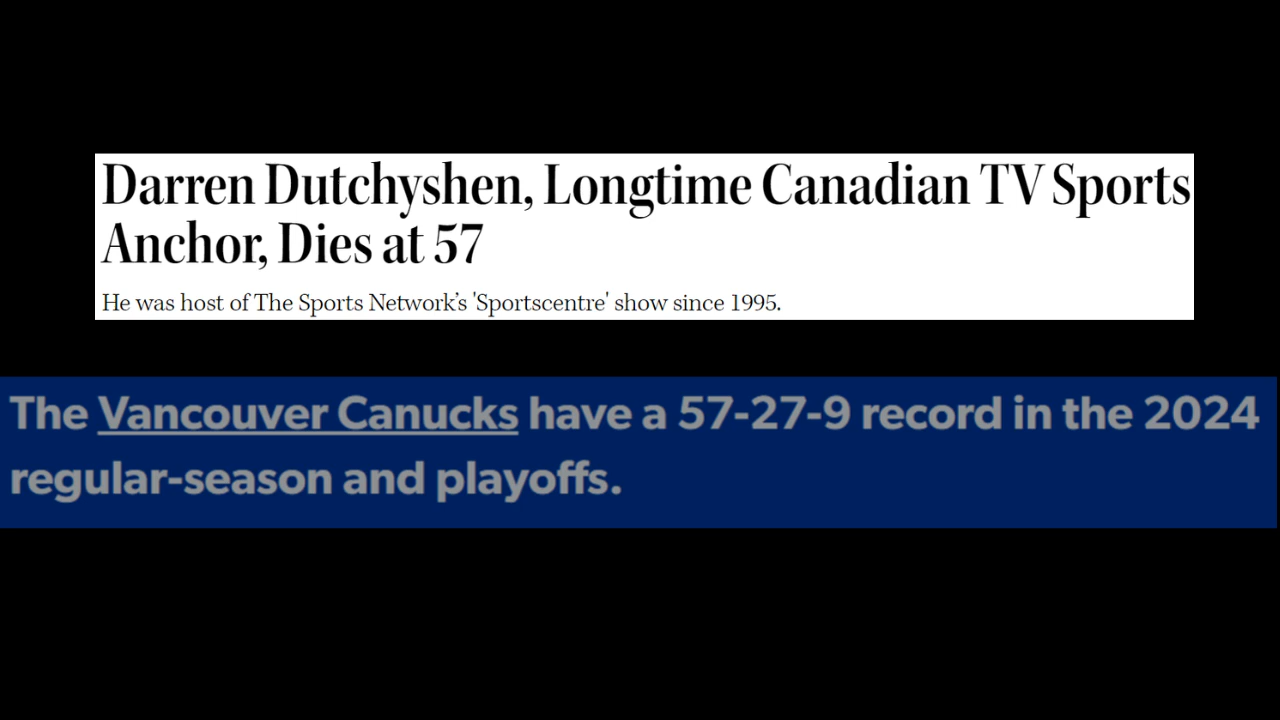 Darren Dutchyshen, Longtime Canadian TV Sports
Anchor, Dies at 57
He was host of The Sports Network’s 'Sportscentre' show since 1995.
The Vancouver Canucks have a 57-27-9 record in the 2024
regular-season and playoffs.